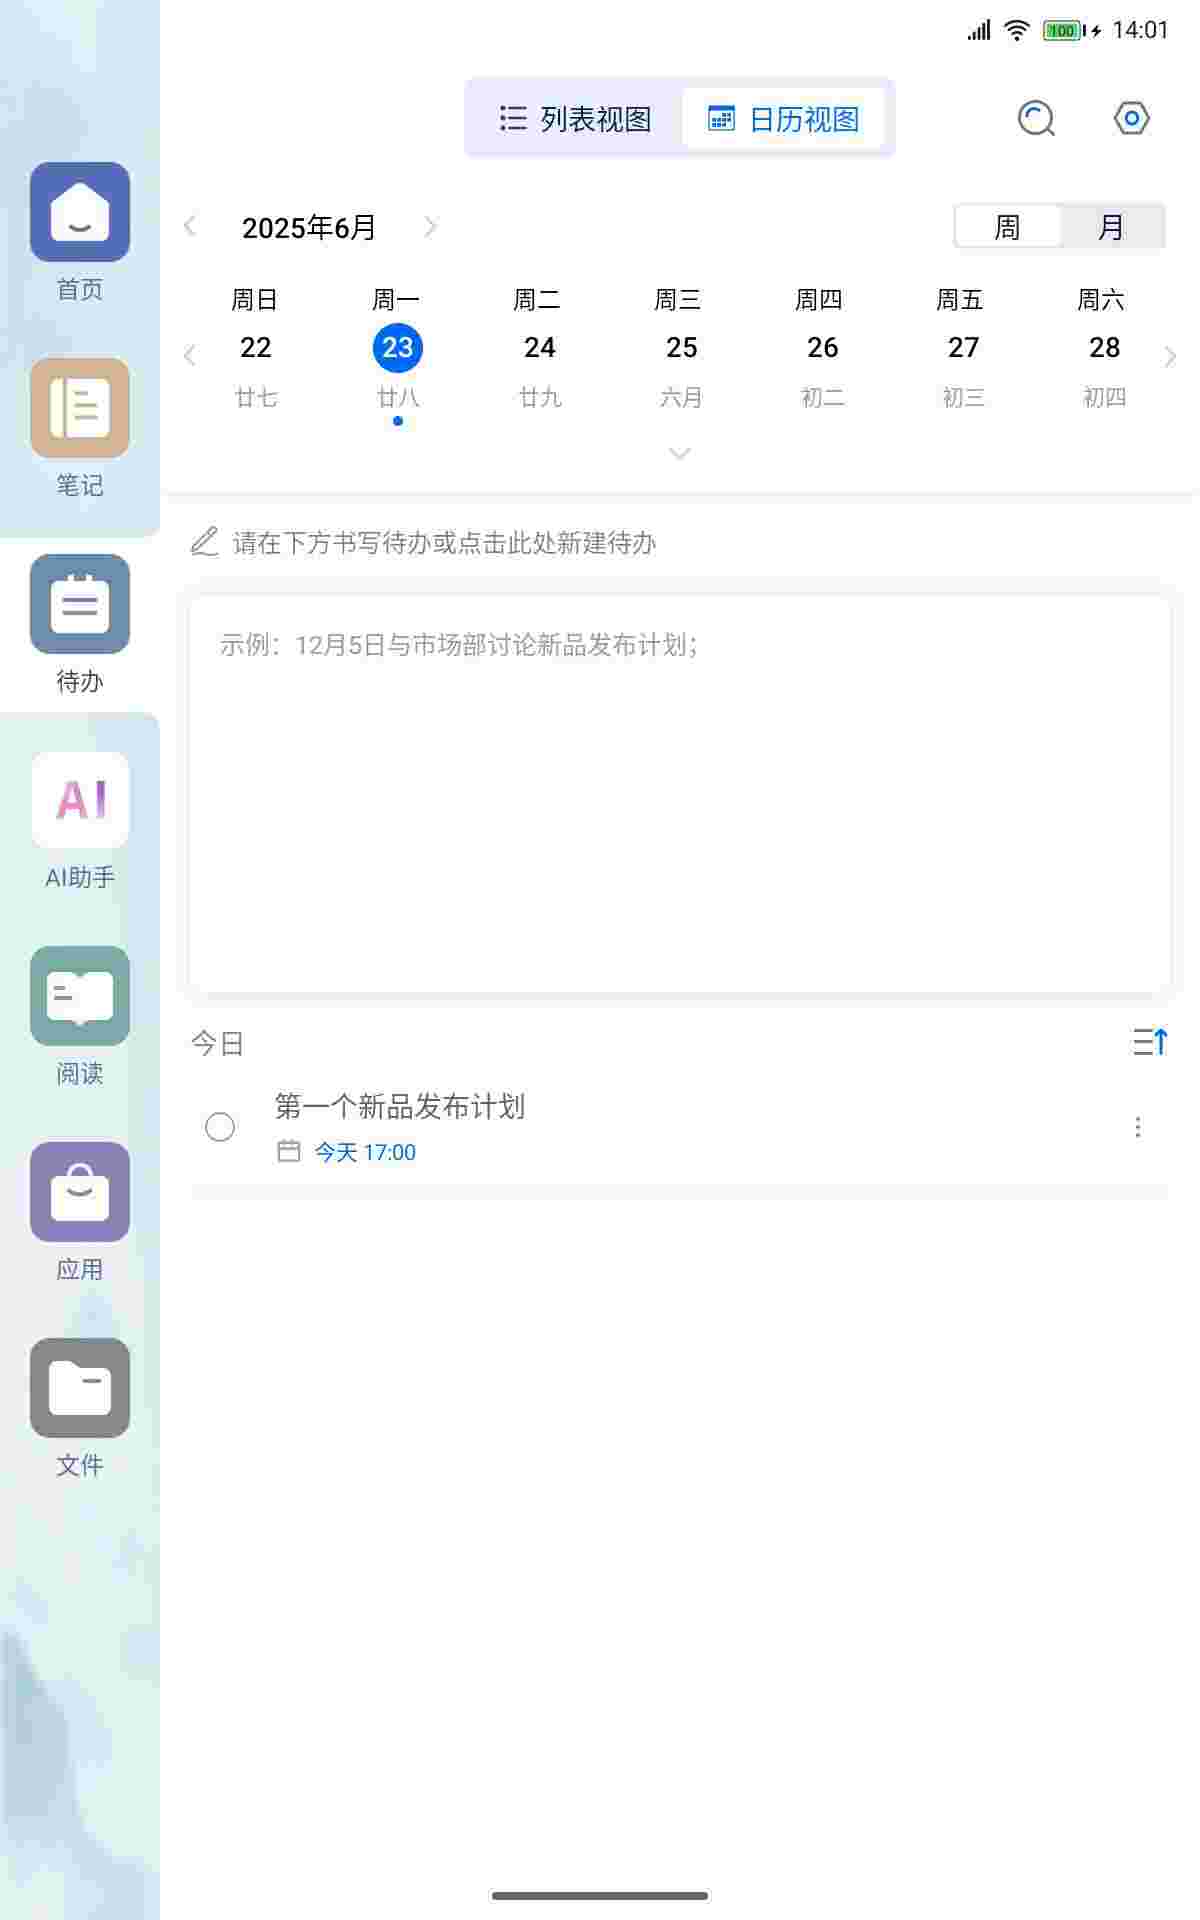 100 14:01
列表视图 日历视图
2025年6月 周 月
周日 周一 周二 周三 周四 周五 周六
22 23 24 25 26 27 28
廿七 廿八 廿九 六月 初二 初三 初四
请在下方书写待办或点击此处新建待办
示例：12月5日与市场部讨论新品发布计划；
今日
第一个新品发布计划
今天 17:00
首页
笔记
待办
AI
AI助手
阅读
应用
文件